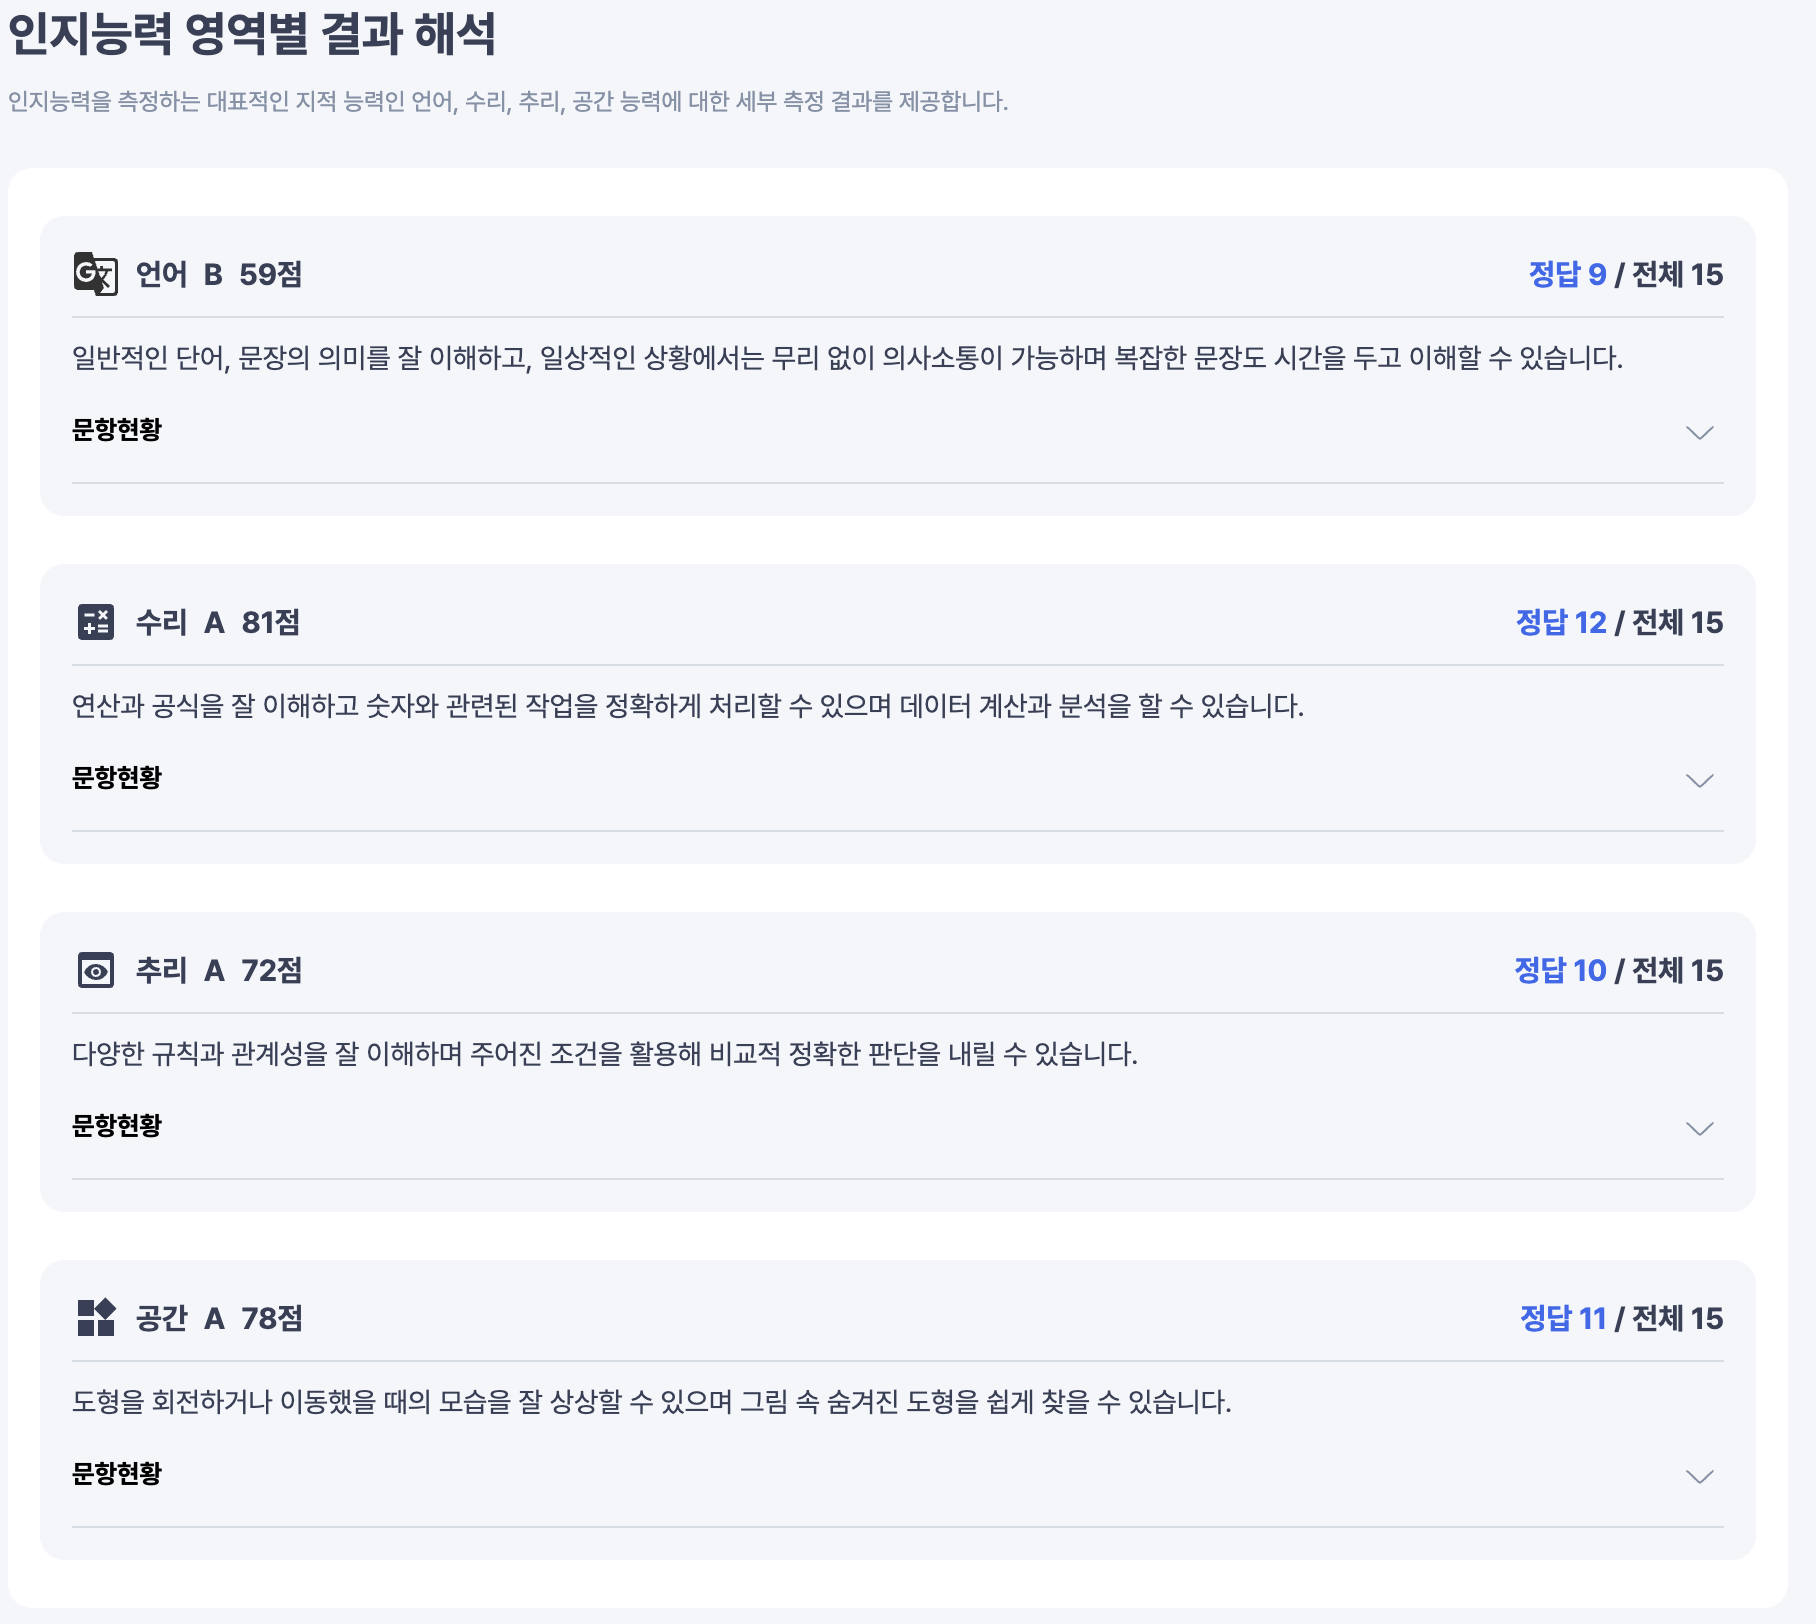 인지능력 영역별 결과 해석
인지능력을 측정하는 대표적인 지적 능력인 언어, 수리, 추리, 공간 능력에 대한 세부 측정 결과를 제공합니다.
언어 B 59점
정답 9 / 전체 15
일반적인 단어, 문장의 의미를 잘 이해하고, 일상적인 상황에서는 무리 없이 의사소통이 가능하며 복잡한 문장도 시간을 두고 이해할 수 있습니다.
문항현황
수리 A 81점
정답 12 / 전체 15
연산과 공식을 잘 이해하고 숫자와 관련된 작업을 정확하게 처리할 수 있으며 데이터 계산과 분석을 할 수 있습니다.
문항현황
추리 A 72점
정답 10 / 전체 15
다양한 규칙과 관계성을 잘 이해하며 주어진 조건을 활용해 비교적 정확한 판단을 내릴 수 있습니다.
문항현황
공간 A 78점
정답 11 / 전체 15
도형을 회전하거나 이동했을 때의 모습을 잘 상상할 수 있으며 그림 속 숨겨진 도형을 쉽게 찾을 수 있습니다.
문항현황